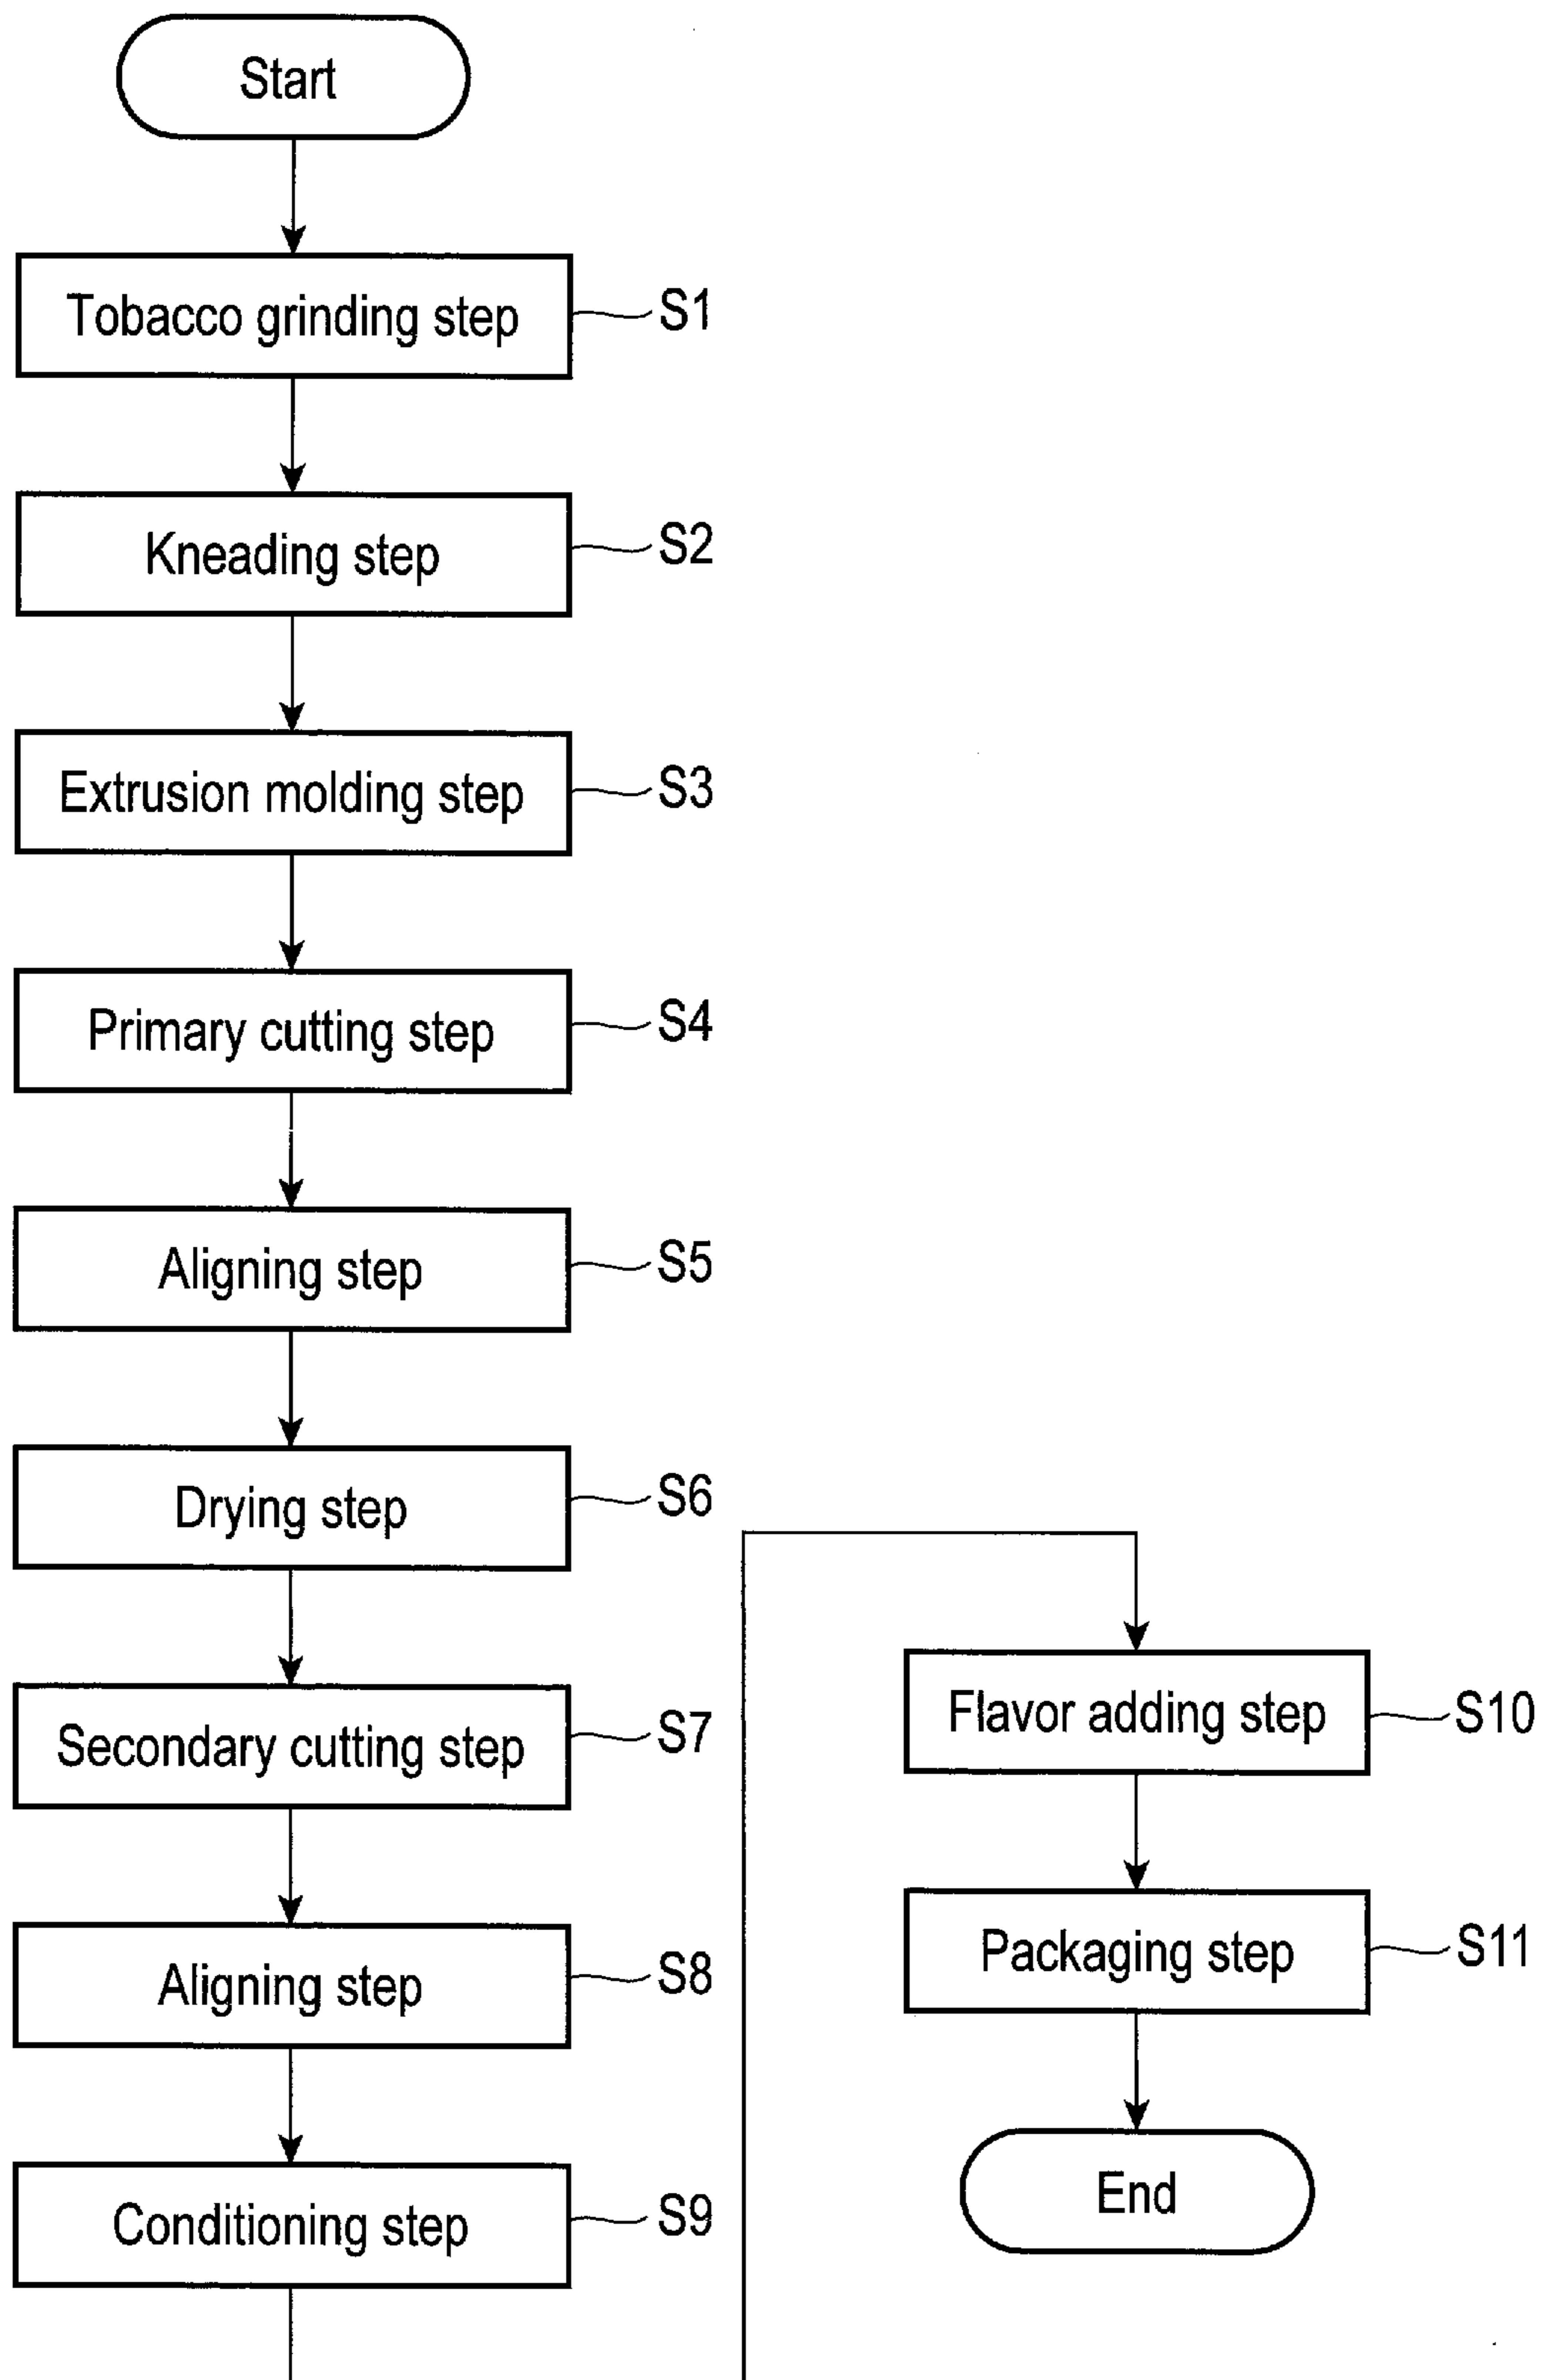 Start
Tobacco grinding step
S1
Kneading step
S2
Extrusion molding step
S3
Primary cutting step
S4
Aligning step
S5
Drying step
S6
Secondary cutting step
S7
Aligning step
S8
Conditioning step
S9
Flavor adding step
S10
Packaging step
S11
End